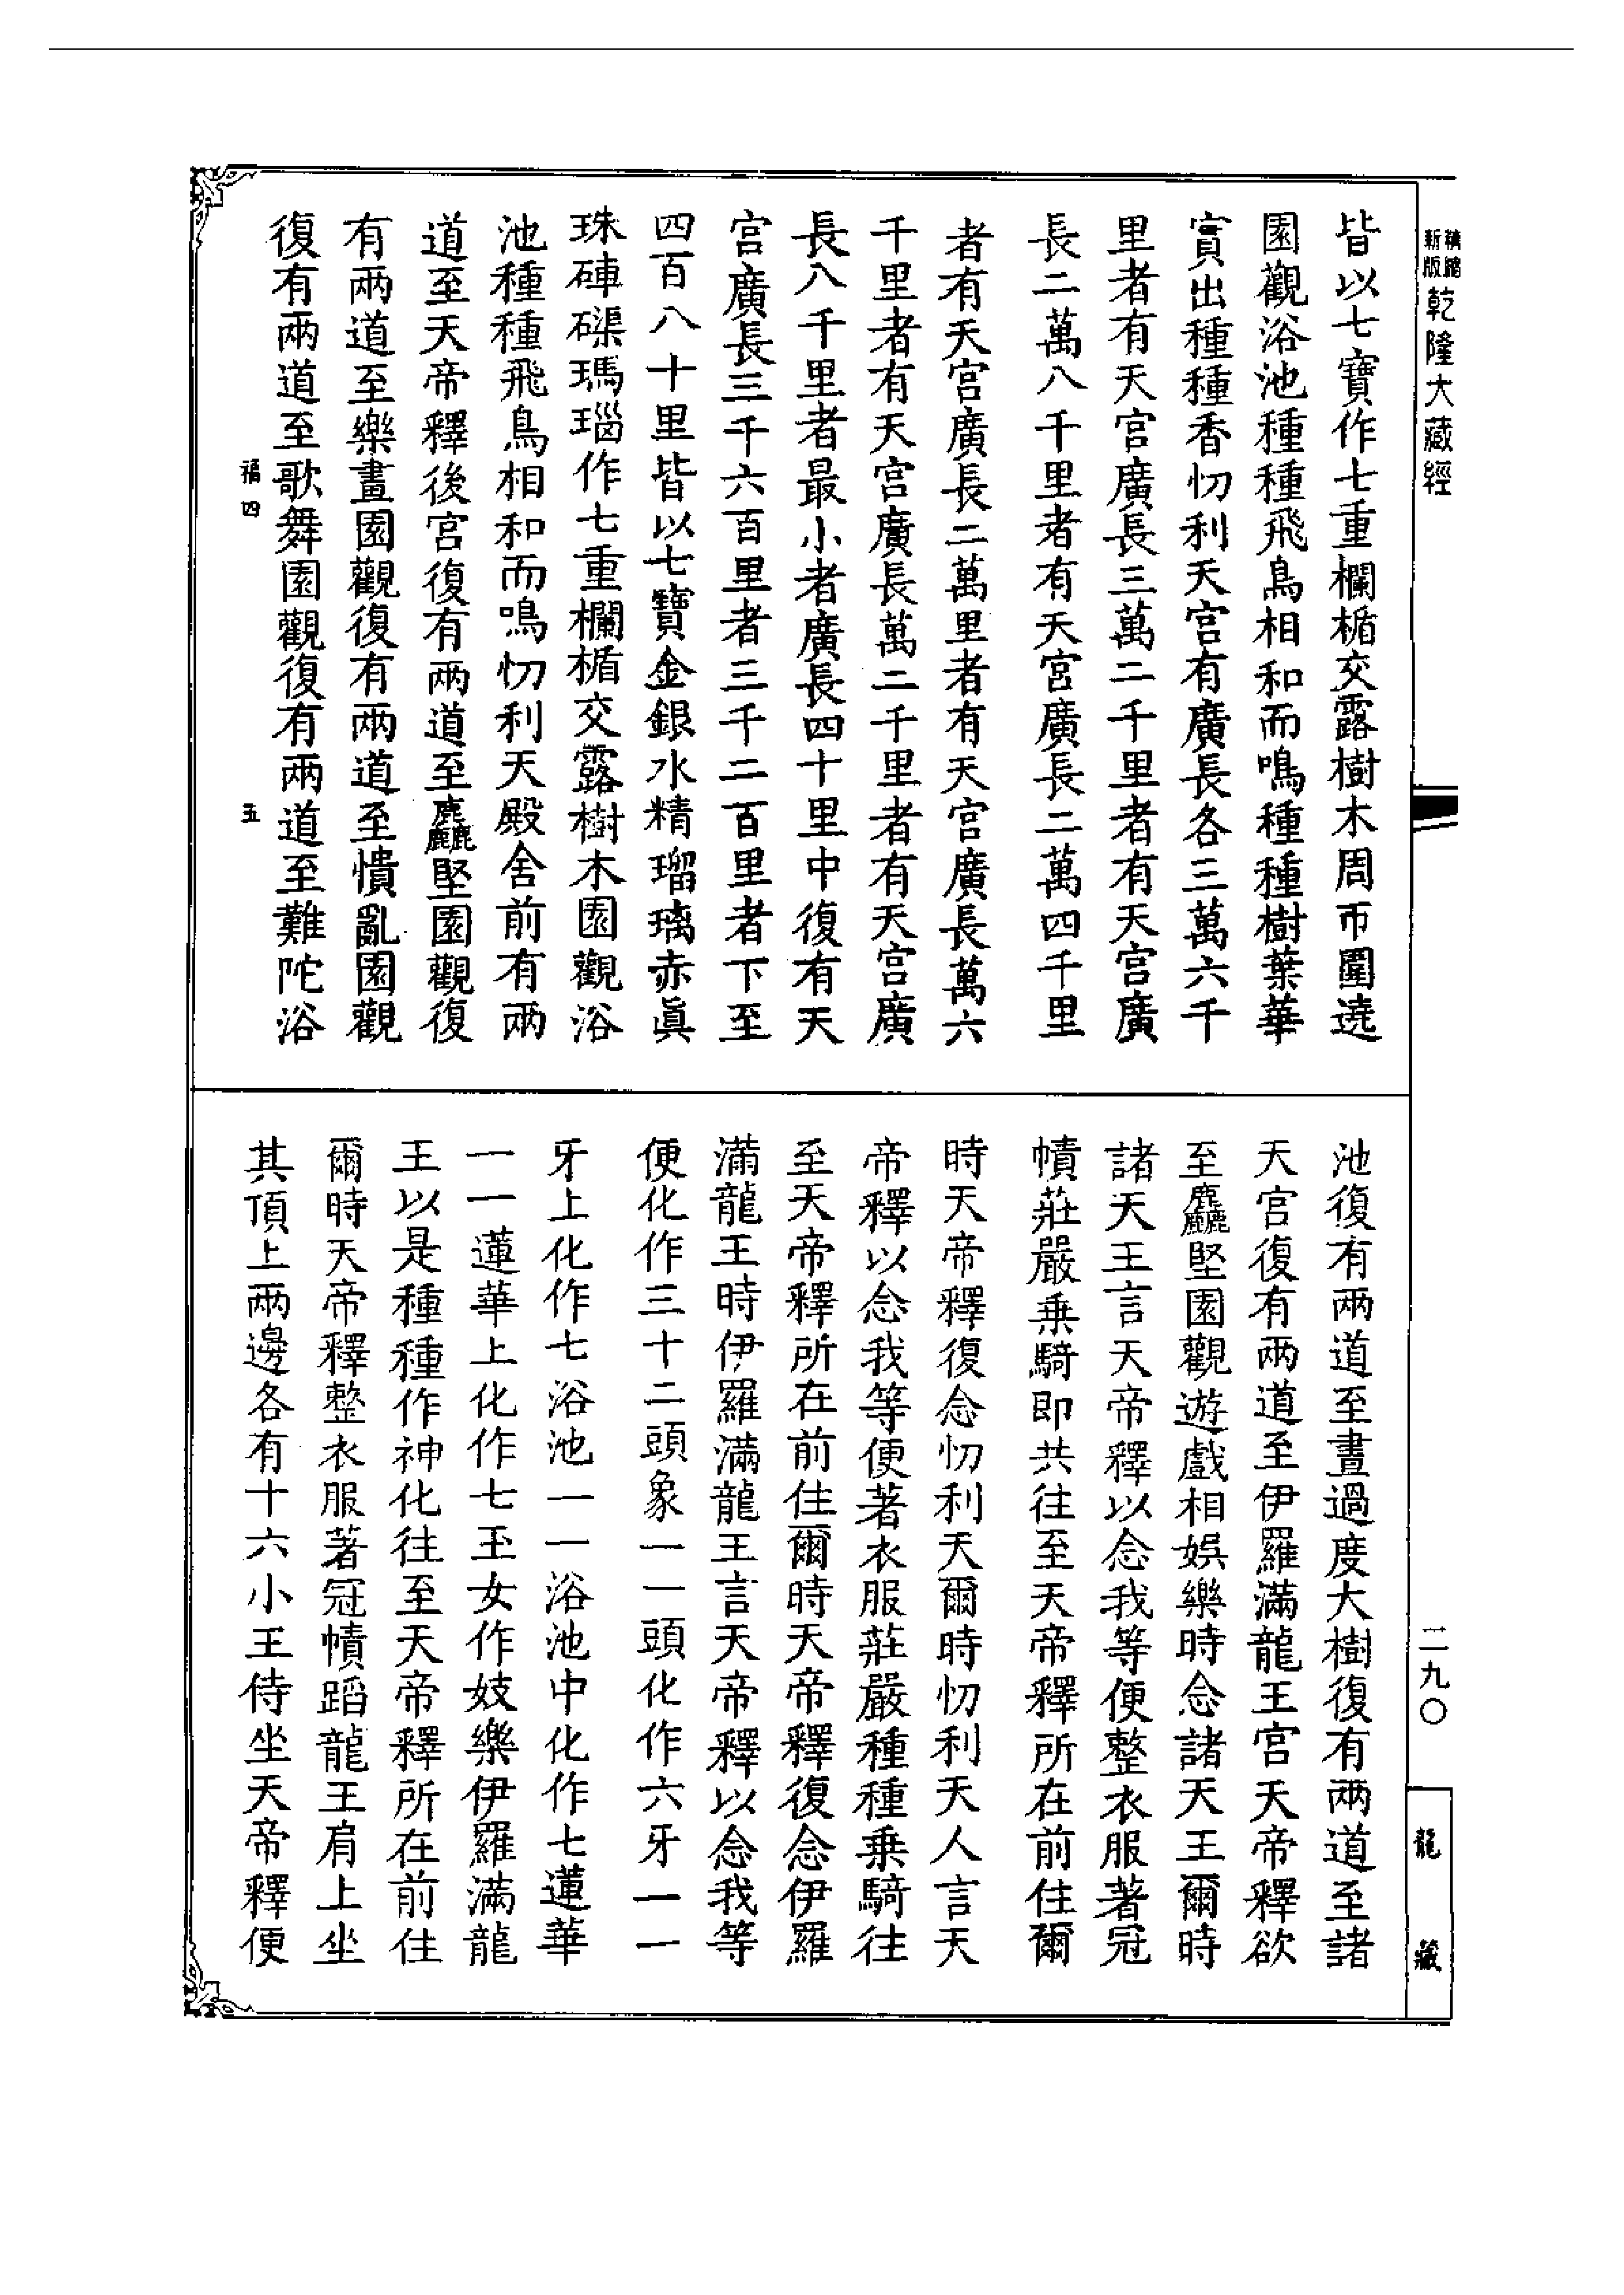 精縮新版 乾隆大藏經
皆以七寶作七重欄楯交露樹木周帀圍遶
園觀浴池種種飛鳥相和而鳴種種樹葉華
實出種種香忉利天宮有廣長各三萬六千
里者有天宮廣長三萬二千里者有天宮廣
長二萬八千里者有天宮廣長二萬四千里
者有天宮廣長二萬里者有天宮廣長萬六
千里者有天宮廣長萬二千里者有天宮廣
長八千里者最小者廣長四十里中復有天
宮廣長三千六百里者三千二百里者下至
四百八十里皆以七寶金銀水精瑠璃赤眞
珠硨磲瑪瑙作七重欄楯交露樹木園觀浴
池種種飛鳥相和而鳴忉利天殿舍前有兩
道至天帝釋後宮復有兩道至麤堅園觀復
有兩道至樂畫園觀復有兩道至憒亂園觀
復有兩道至歌舞園觀復有兩道至難陀浴
福四 五
池復有兩道至晝過度大樹復有兩道至諸
天宮復有兩道至伊羅滿龍王宮天帝釋欲
至麤堅園觀遊戲相娛樂時念諸天王爾時
諸天王言天帝釋以念我等便整衣服著冠
幘莊嚴乗騎即共往至天帝釋所在前住爾
時天帝釋復念忉利天爾時忉利天人言天
帝釋以念我等便著衣服莊嚴種種乗騎往
至天帝釋所在前住爾時天帝釋復念伊羅
滿龍王時伊羅滿龍王言天帝釋以念我等
便化作三十二頭象一一頭化作六牙一一
牙上化作七浴池一一浴池中化作七蓮華
一一蓮華上化作七玉女作妓樂伊羅滿龍
王以是種種作神化往至天帝釋所在前住
爾時天帝釋整衣服著冠幘蹈龍王肩上坐
其頂上兩邊各有十六小王侍坐天帝釋便
二九〇
龍藏